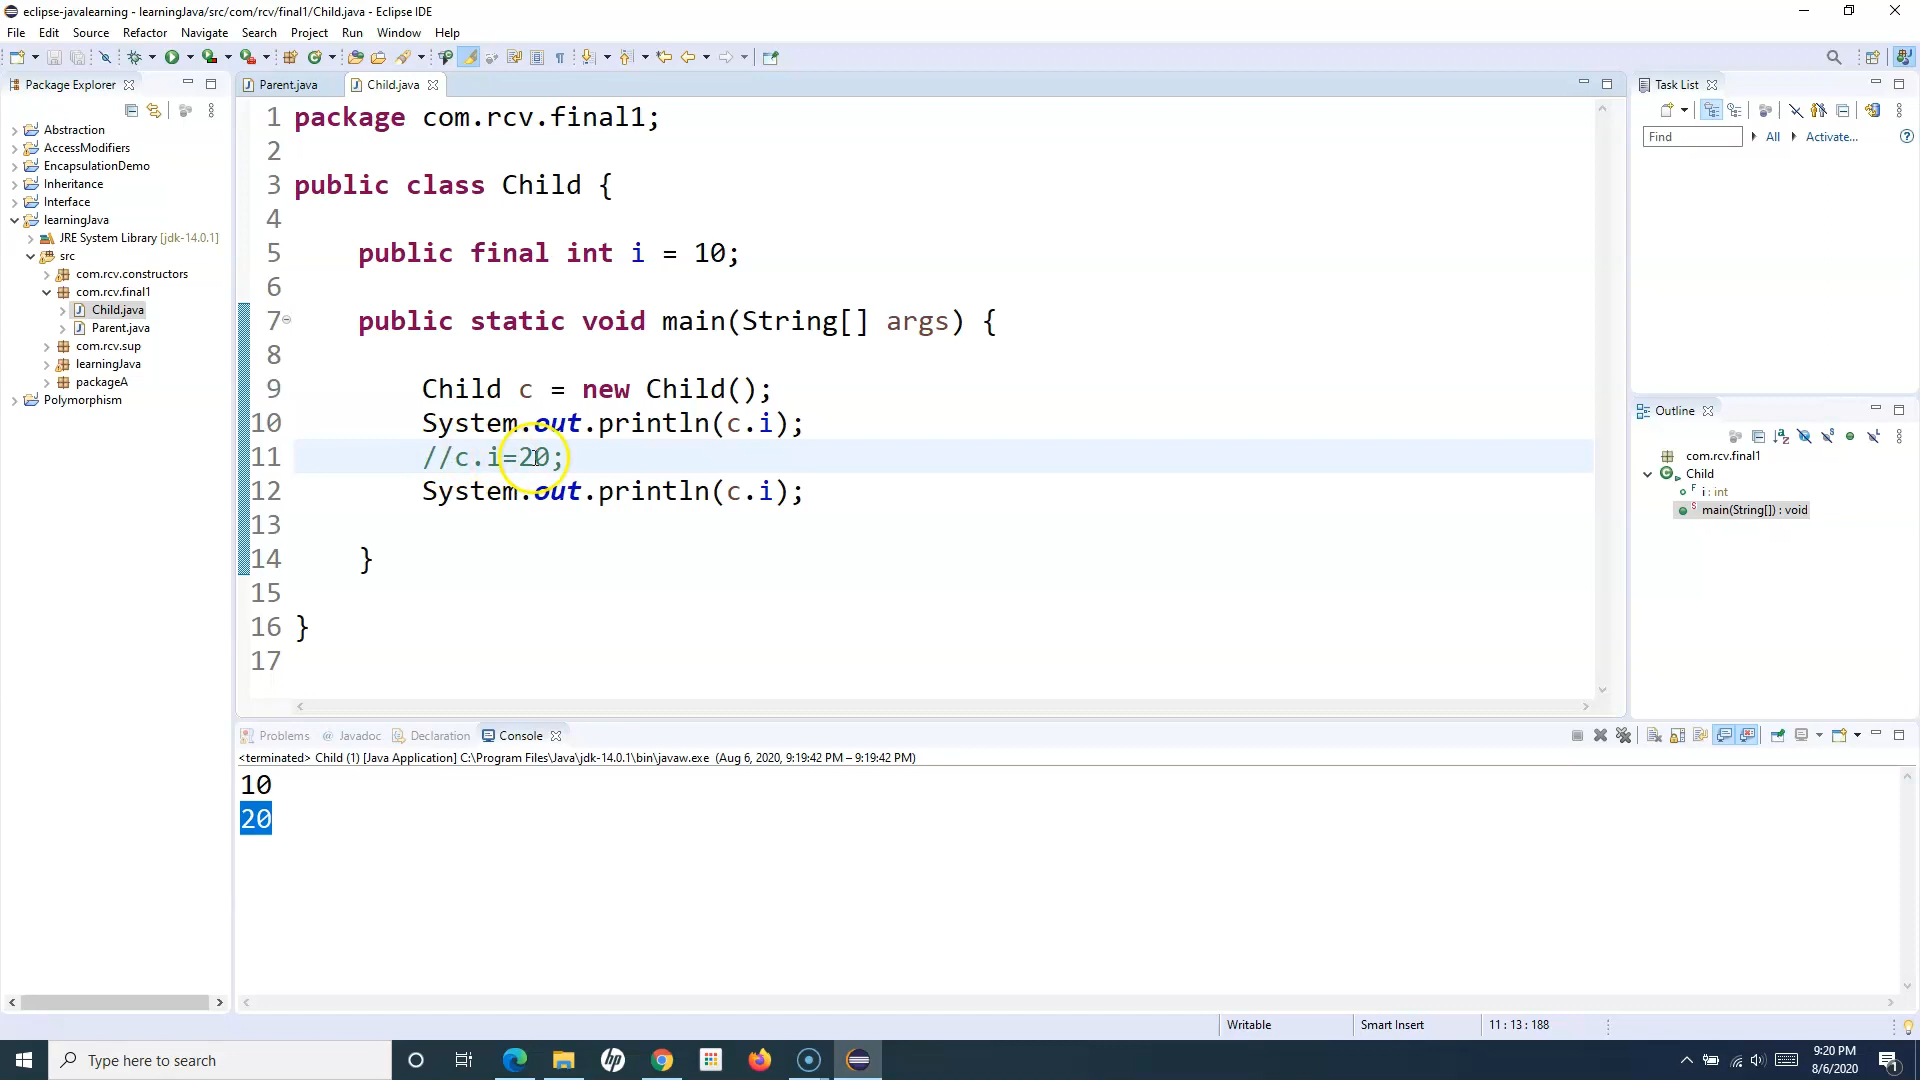 eclipse-javalearning - learningJava/src/com/rcv/final1/Child.java - Eclipse IDE
File Edit Source Refactor Navigate Search Project Run Window Help
Package Explorer
Abstraction
AccessModifiers
EncapsulationDemo
Inheritance
Interface
learningJava
JRE System Library [jdk-14.0.1]
src
com.rcv.constructors
com.rcv.final1
Child.java
Parent.java
com.rcv.sup
learningJava
packageA
Polymorphism
Parent.java Child.java
1 package com.rcv.final1;
2
3 public class Child {
4
5 public final int i = 10;
6
7 public static void main(String[] args) {
8
9 Child c = new Child();
10 System.out.println(c.i);
11 //c.i=20;
12 System.out.println(c.i);
13
14 }
15
16 }
17
Task List
Find All Activate...
Outline
com.rcv.final1
Child
i : int
main(String[]) : void
Problems Javadoc Declaration Console
<terminated> Child (1) [Java Application] C:\Program Files\Java\jdk-14.0.1\bin\javaw.exe (Aug 6, 2020, 9:19:42 PM – 9:19:42 PM)
10
20
Writable Smart Insert 11 : 13 : 188
Type here to search
9:20 PM
8/6/2020